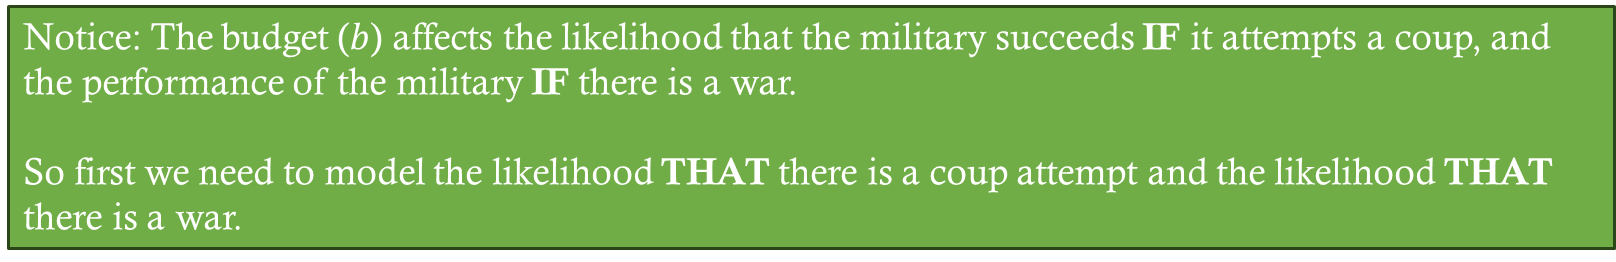 Notice: The budget (b) affects the likelihood that the military succeeds IF it attempts a coup, and
the performance of the military IF there is a war.
So first we need to model the likelihood THAT there is a coup attempt and the likelihood THAT
there is a war.